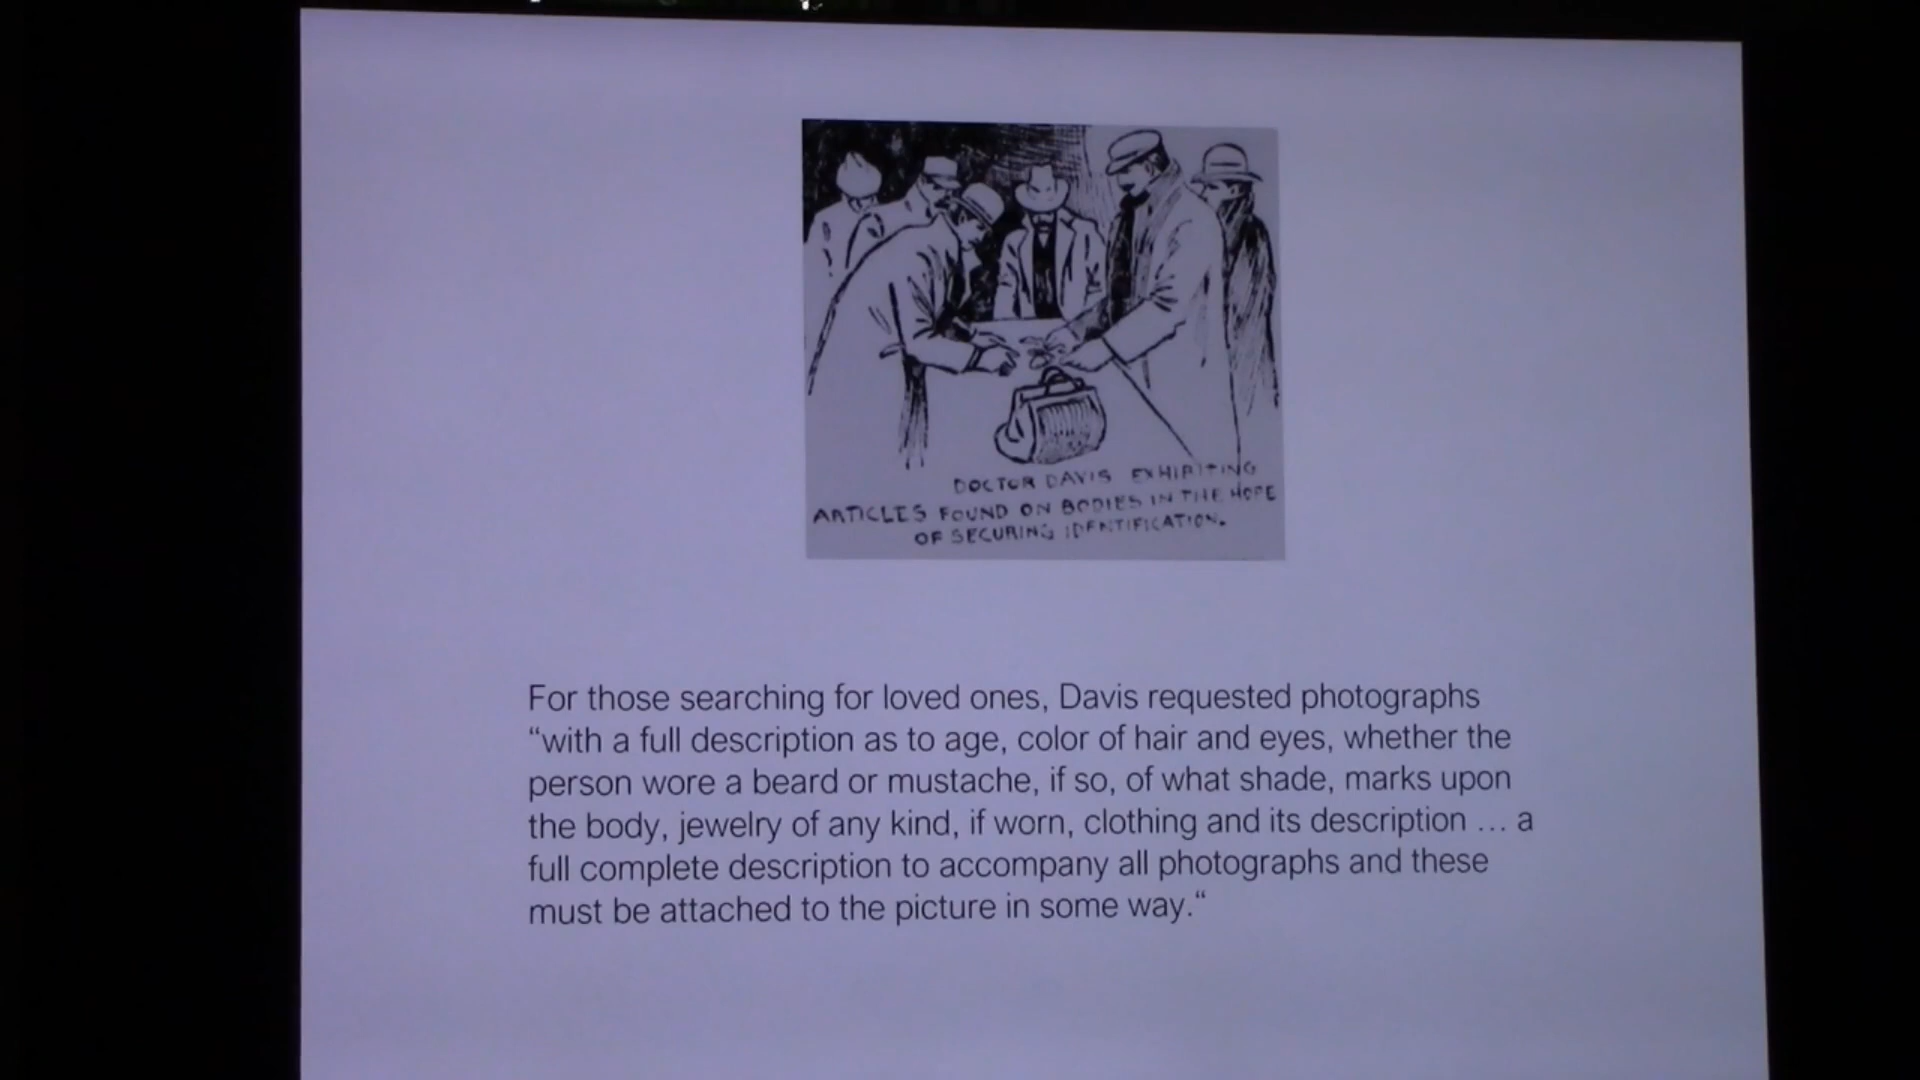 DOCTOR DAVIS EXHIBITING
ARTICLES FOUND ON BODIES IN THE HOPE
OF SECURING IDENTIFICATION.
For those searching for loved ones, Davis requested photographs
“with a full description as to age, color of hair and eyes, whether the
person wore a beard or mustache, if so, of what shade, marks upon
the body, jewelry of any kind, if worn, clothing and its description ... a
full complete description to accompany all photographs and these
must be attached to the picture in some way.“